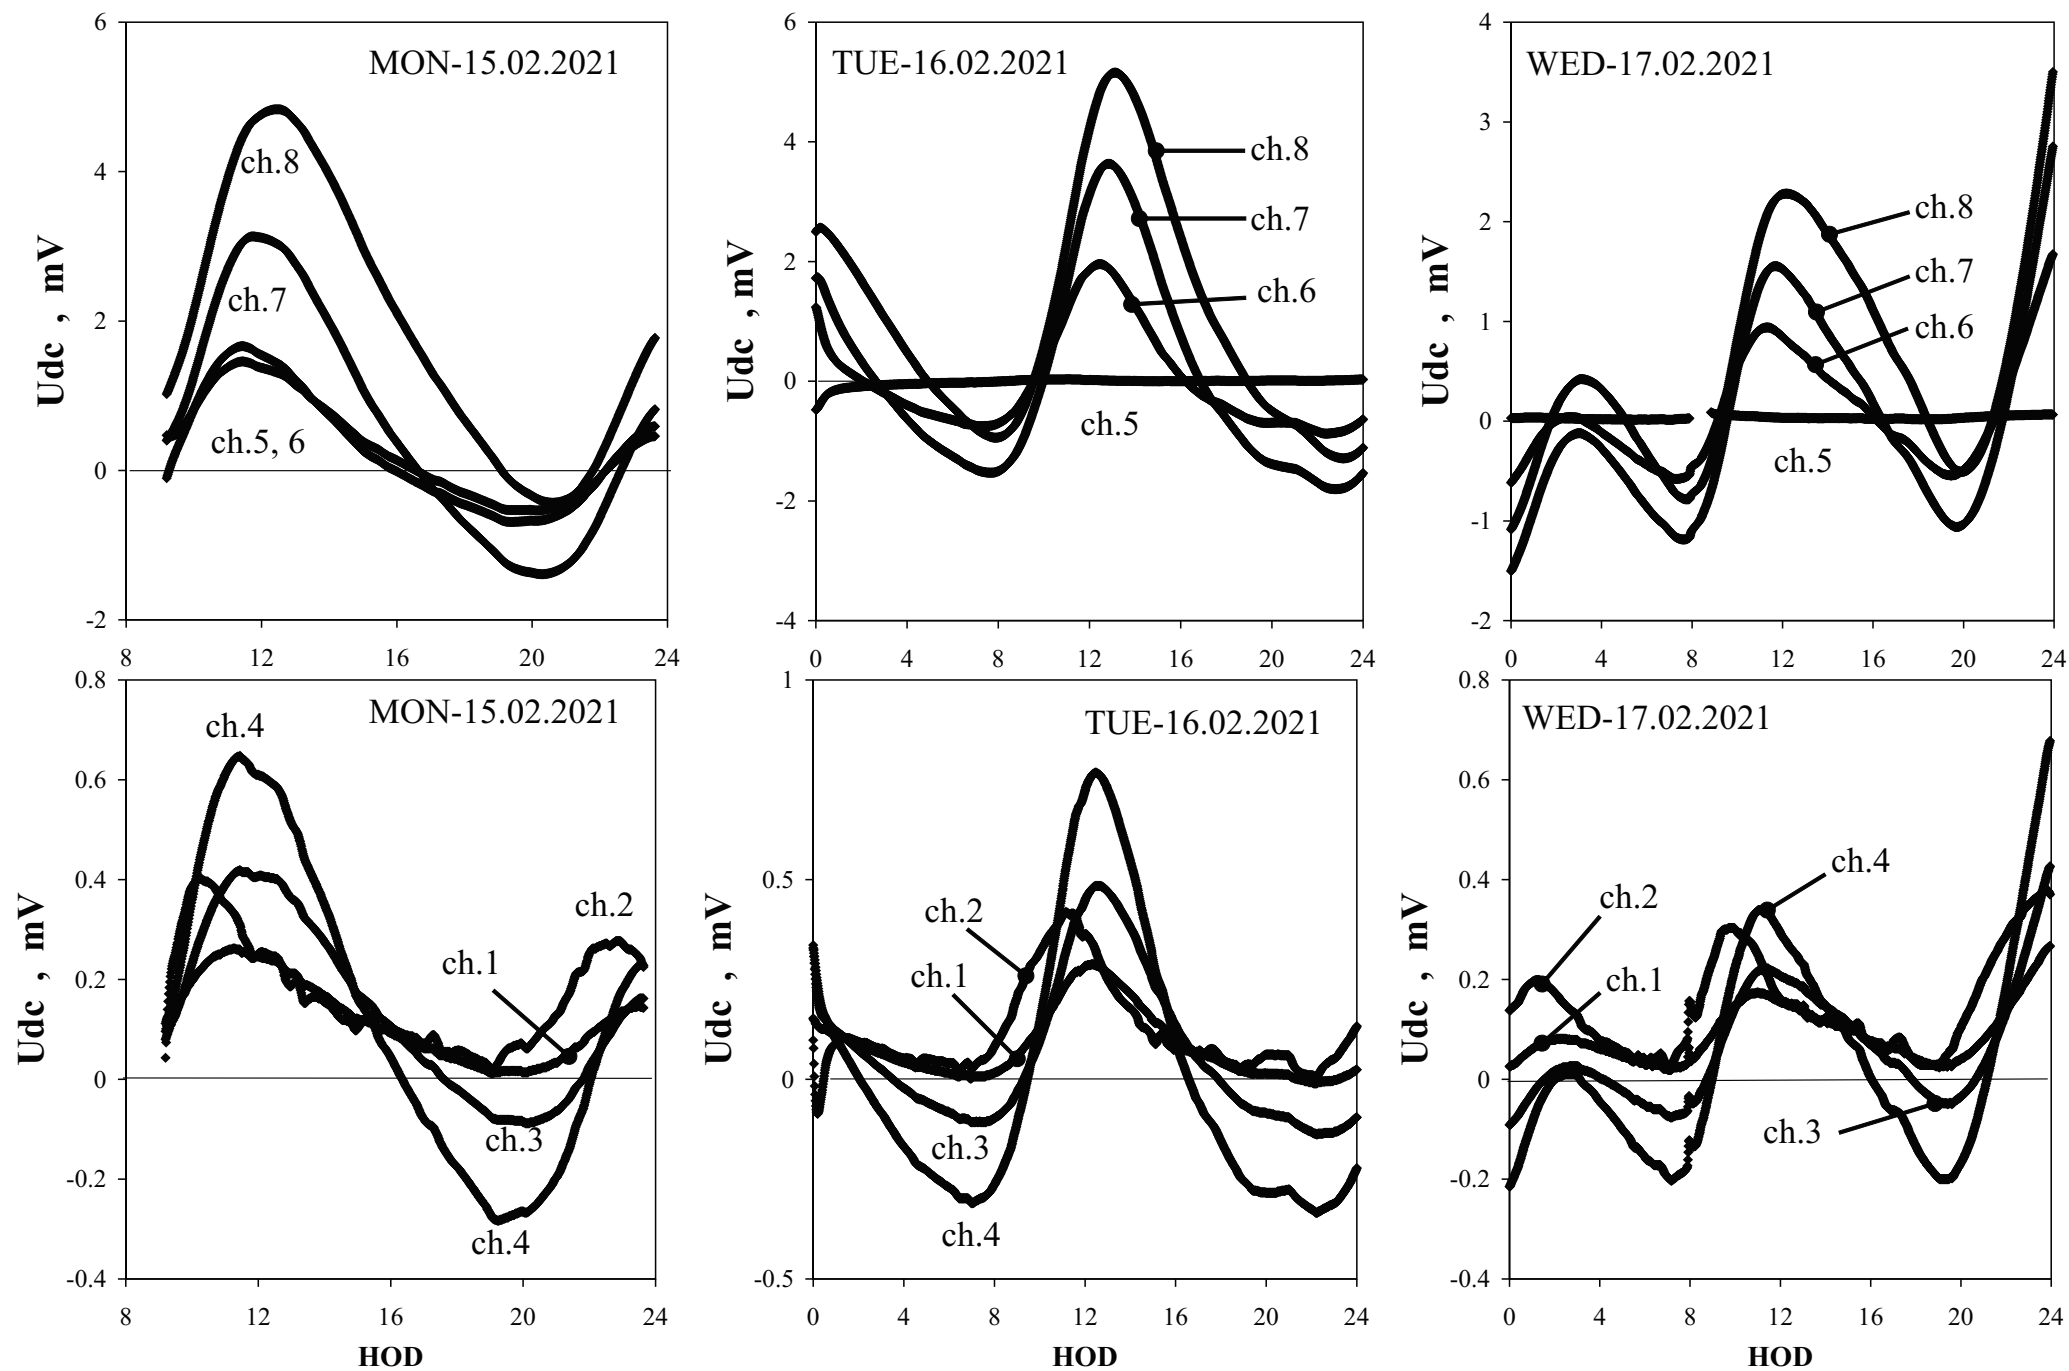 MON-15.02.2021
Udc , mV
6
4
2
0
-2
8
12
16
20
24
ch.8
ch.7
ch.5, 6
TUE-16.02.2021
Udc , mV
6
4
2
0
-2
-4
0
4
8
12
16
20
24
ch.8
ch.7
ch.6
ch.5
WED-17.02.2021
Udc , mV
4
3
2
1
0
-1
-2
0
4
8
12
16
20
24
ch.8
ch.7
ch.6
ch.5
MON-15.02.2021
Udc , mV
0.8
0.6
0.4
0.2
0
-0.2
-0.4
8
12
16
20
24
HOD
ch.4
ch.2
ch.1
ch.3
ch.4
TUE-16.02.2021
Udc , mV
1
0.5
0
-0.5
0
4
8
12
16
20
24
HOD
ch.2
ch.1
ch.3
ch.4
WED-17.02.2021
Udc , mV
0.8
0.6
0.4
0.2
0
-0.2
-0.4
0
4
8
12
16
20
24
HOD
ch.4
ch.2
ch.1
ch.3